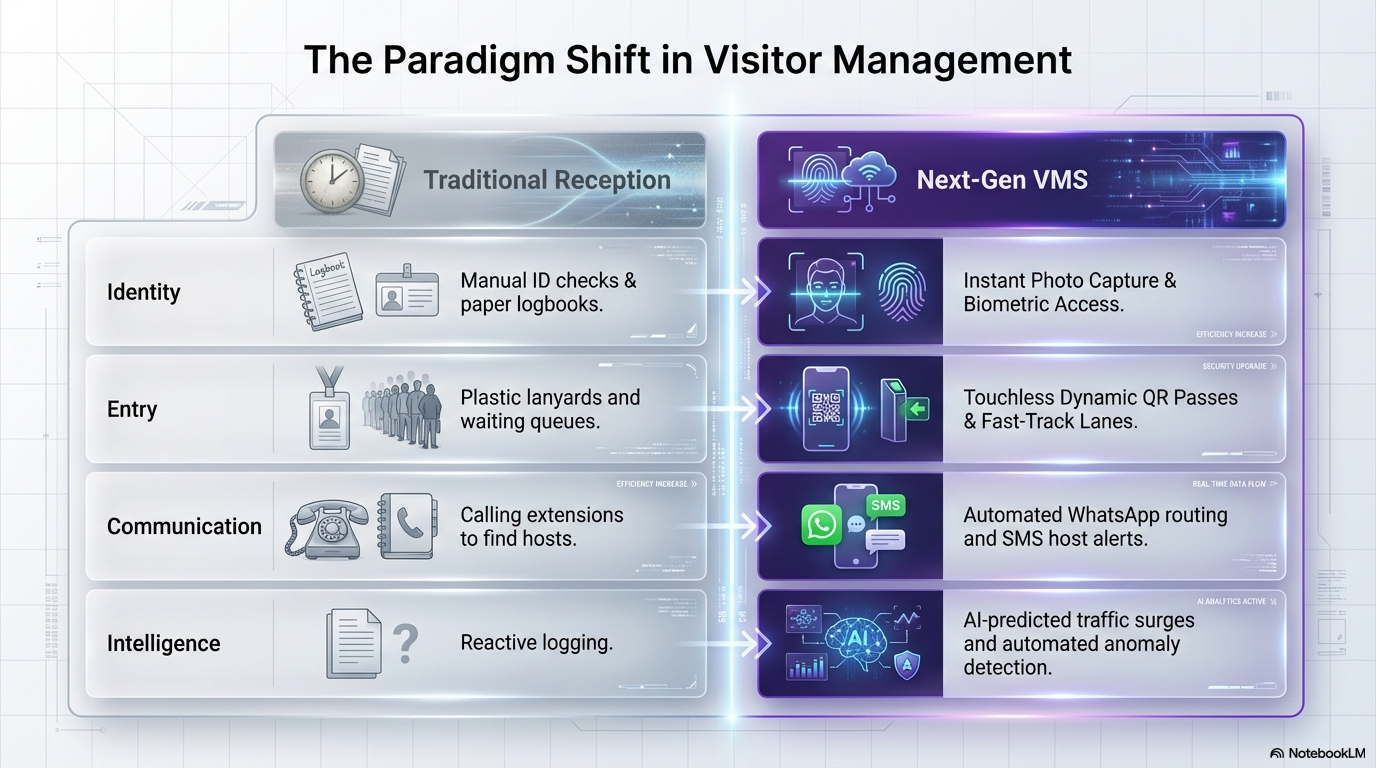 The Paradigm Shift in Visitor Management
Traditional Reception
Next-Gen VMS
Identity
Logbook
Manual ID checks &
paper logbooks.
Instant Photo Capture &
Biometric Access.
EFFICIENCY INCREASE
Entry
Plastic lanyards and
waiting queues.
SECURITY UPGRADE
Touchless Dynamic QR Passes
& Fast-Track Lanes.
Communication
EFFICIENCY INCREASE
Calling extensions
to find hosts.
SMS
REAL TIME DATA FLOW
Automated WhatsApp routing
and SMS host alerts.
Intelligence
Reactive logging.
AI
A
AI ANALYTICS ACTIVE
AI-predicted traffic surges
and automated anomaly
detection.
NotebookLM